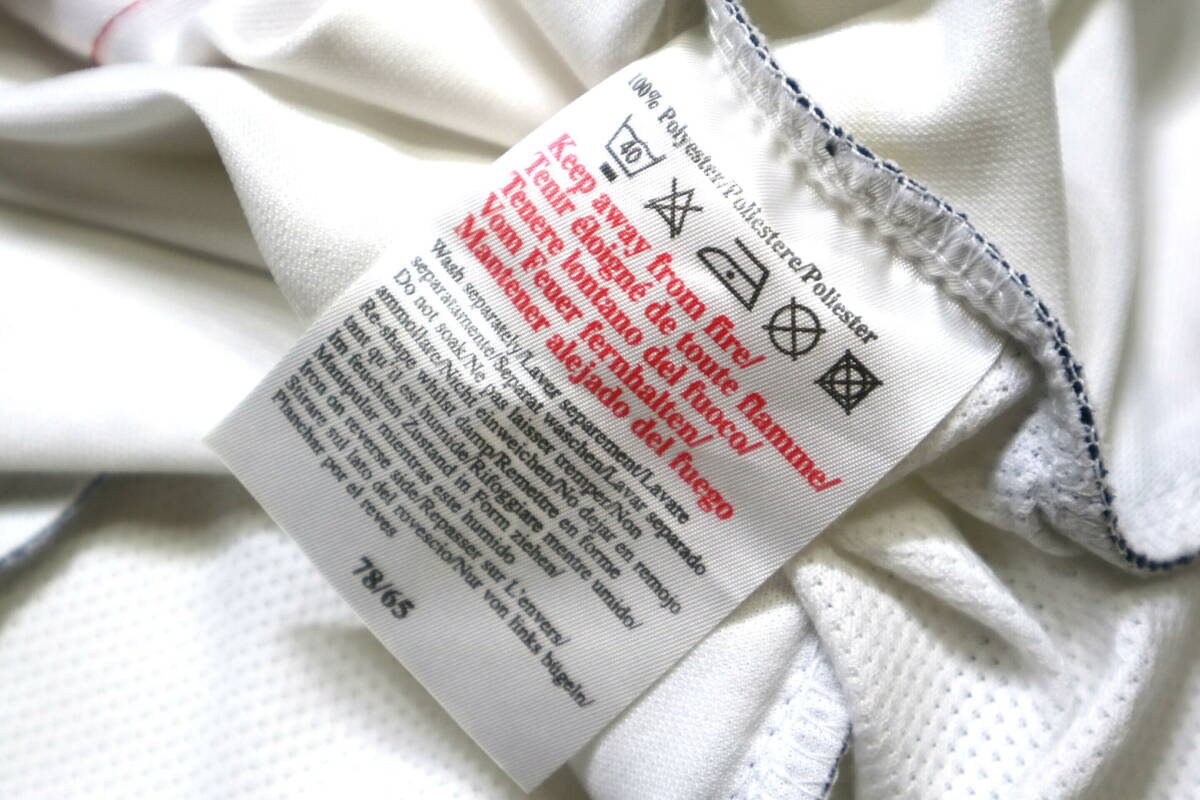 100% Polyester/Poliestere/Poliester
40
Keep away from fire/
Tenir éloigné de toute flamme/
Tenere lontano del fuoco/
Vom Feuer fernhalten/
Mantener alejado del fuego
Wash separately/Laver separement/Lavare
separatamente/Separat waschen/Lavar separado
Do not soak/Ne pas laisser tremper/Non
ammollare/Nicht einweichen/No dejar en remojo
Re-shape whilst damp/Remettre en forme
tant qu'il est humide/Rifoggiare mentre umido/
Im feuchten Zustand in Form ziehen/
Manipular mientras este humido
Iron on reverse side/Repasser sur L'envers/
Stirare sul lato del rovescio/Nur von links bügeln/
Planchar por el reves
78/65